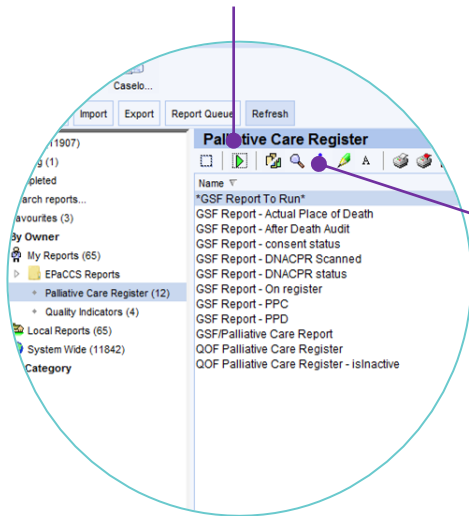 Caselo...
Import Export Report Queue Refresh
Palliative Care Register
11907)
(1)
arch reports...
avourites (3)
By Owner
My Reports (65)
EPaCCS Reports
Palliative Care Register (12)
Quality Indicators (4)
Local Reports (65)
System Wide (11842)
Category
Name
*GSF Report To Run*
GSF Report - Actual Place of Death
GSF Report - After Death Audit
GSF Report - consent status
GSF Report - DNACPR Scanned
GSF Report - DNACPR status
GSF Report - On register
GSF Report - PPC
GSF Report - PPD
GSF/Palliative Care Report
QOF Palliative Care Register
QOF Palliative Care Register - isInactive